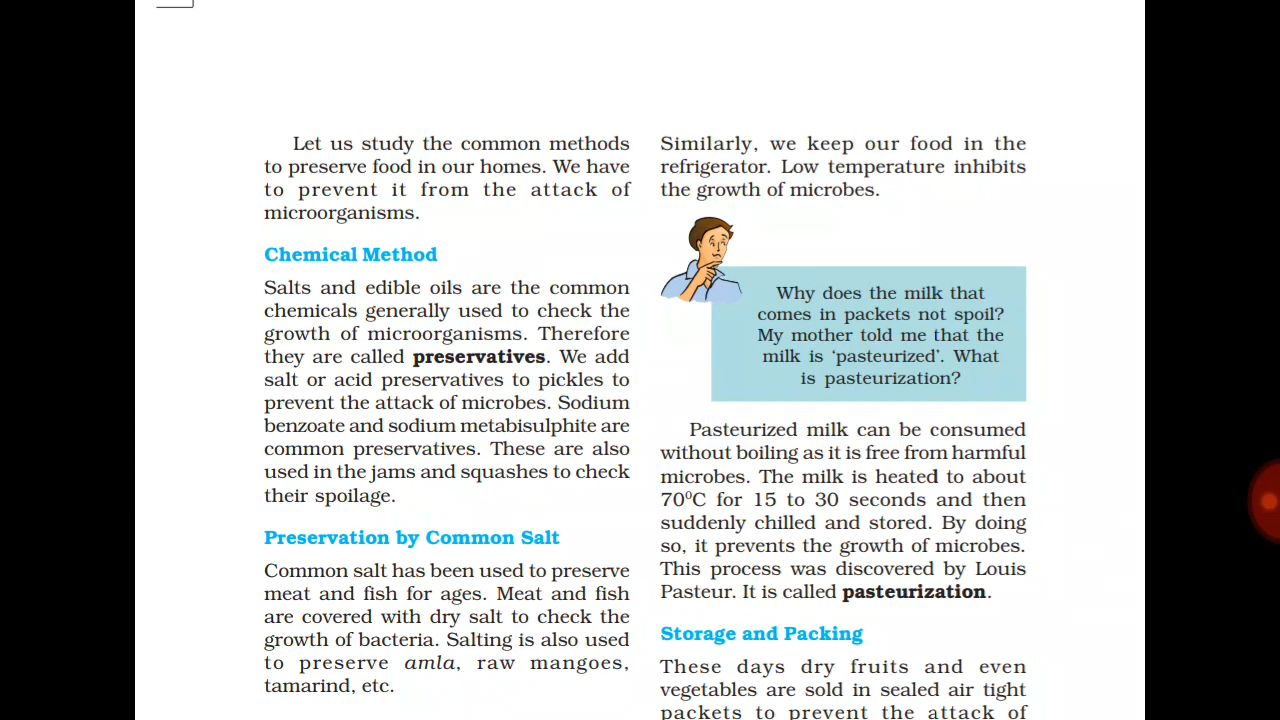 Let us study the common methods
to preserve food in our homes. We have
to prevent it from the attack of
microorganisms.
Chemical Method
Salts and edible oils are the common
chemicals generally used to check the
growth of microorganisms. Therefore
they are called preservatives. We add
salt or acid preservatives to pickles to
prevent the attack of microbes. Sodium
benzoate and sodium metabisulphite are
common preservatives. These are also
used in the jams and squashes to check
their spoilage.
Preservation by Common Salt
Common salt has been used to preserve
meat and fish for ages. Meat and fish
are covered with dry salt to check the
growth of bacteria. Salting is also used
to preserve amla, raw mangoes,
tamarind, etc.
Similarly, we keep our food in the
refrigerator. Low temperature inhibits
the growth of microbes.
Why does the milk that
comes in packets not spoil?
My mother told me that the
milk is ‘pasteurized’. What
is pasteurization?
Pasteurized milk can be consumed
without boiling as it is free from harmful
microbes. The milk is heated to about
70⁰C for 15 to 30 seconds and then
suddenly chilled and stored. By doing
so, it prevents the growth of microbes.
This process was discovered by Louis
Pasteur. It is called pasteurization.
Storage and Packing
These days dry fruits and even
vegetables are sold in sealed air tight
packets to prevent the attack of